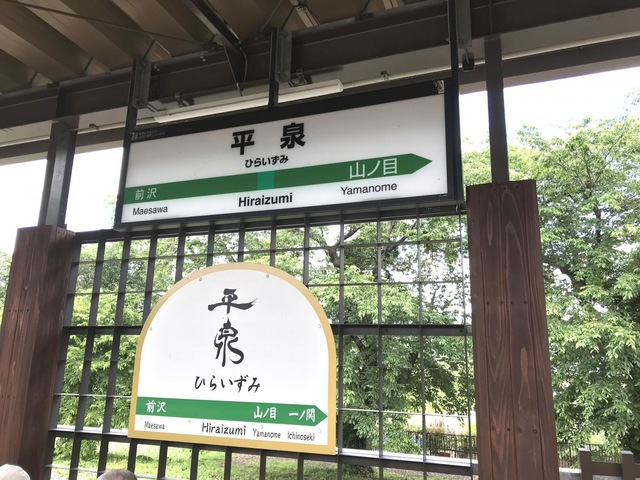 平泉
ひらいずみ
前沢 山ノ目
Maesawa Hiraizumi Yamanome
平泉
ひらいずみ
前沢 山ノ目 一ノ関
Maesawa Hiraizumi Yamanome Ichinoseki